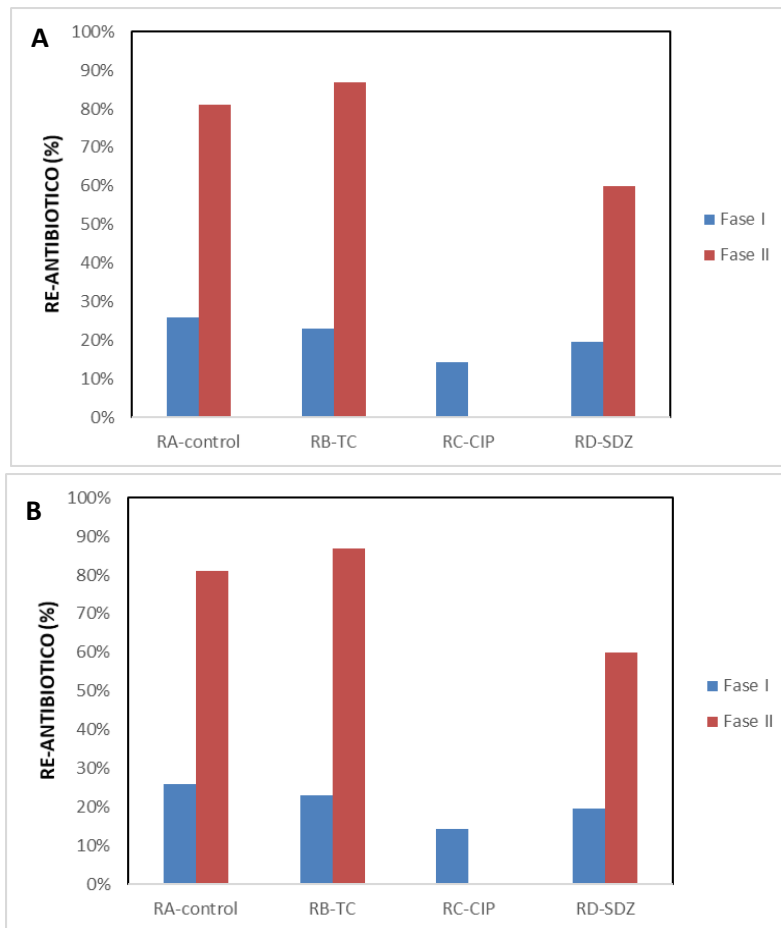 A
RE-ANTIBIOTICO (%)
100%
90%
80%
70%
60%
50%
40%
30%
20%
10%
0%
RA-control RB-TC RC-CIP RD-SDZ
Fase I
Fase II
B
RE-ANTIBIOTICO (%)
100%
90%
80%
70%
60%
50%
40%
30%
20%
10%
0%
RA-control RB-TC RC-CIP RD-SDZ
Fase I
Fase II